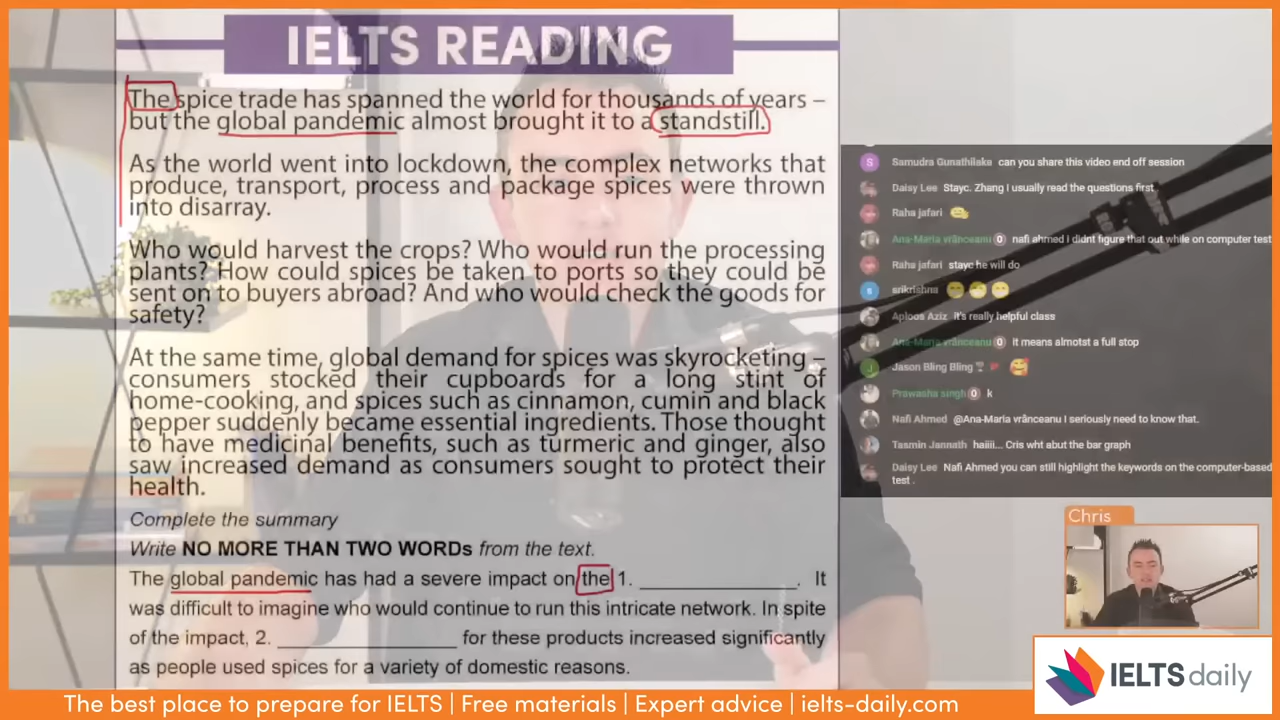 IELTS READING
The spice trade has spanned the world for thousands of years –
but the global pandemic almost brought it to a standstill.
As the world went into lockdown, the complex networks that
produce, transport, process and package spices were thrown
into disarray.
Who would harvest the crops? Who would run the processing
plants? How could spices be taken to ports so they could be
sent on to buyers abroad? And who would check the goods for
safety?
At the same time, global demand for spices was skyrocketing –
consumers stocked their cupboards for a long stint of
home-cooking, and spices such as cinnamon, cumin and black
pepper suddenly became essential ingredients. Those thought
to have medicinal benefits, such as turmeric and ginger, also
saw increased demand as consumers sought to protect their
health.
Complete the summary
Write NO MORE THAN TWO WORDs from the text.
The global pandemic has had a severe impact on the 1. ______________. It
was difficult to imagine who would continue to run this intricate network. In spite
of the impact, 2. ________________ for these products increased significantly
as people used spices for a variety of domestic reasons.
S Samudra Gunathilake can you share this video end off session
Daisy Lee Stayc. Zhang I usually read the questions first
Raha jafari
Ana-Maria vrânceanu 0 nafi ahmed I didnt figure that out while on computer test
Raha jafari stayc he will do
s srikrishna
Aploos Aziz it's really helpful class
Ana-Maria vrânceanu 0 it means almotst a full stop
J Jason Bling Bling
Prawasha singh 0 k
Nafi Ahmed @Ana-Maria vrânceanu I seriously need to know that.
Tasmin Jannath haiiii... Cris wht abut the bar graph
Daisy Lee Nafi Ahmed you can still highlight the keywords on the computer-based
test .
Chris
IELTS daily
The best place to prepare for IELTS | Free materials | Expert advice | ielts-daily.com